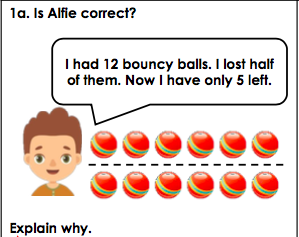 1a. Is Alfie correct?
I had 12 bouncy balls. I lost half
of them. Now I have only 5 left.
Explain why.